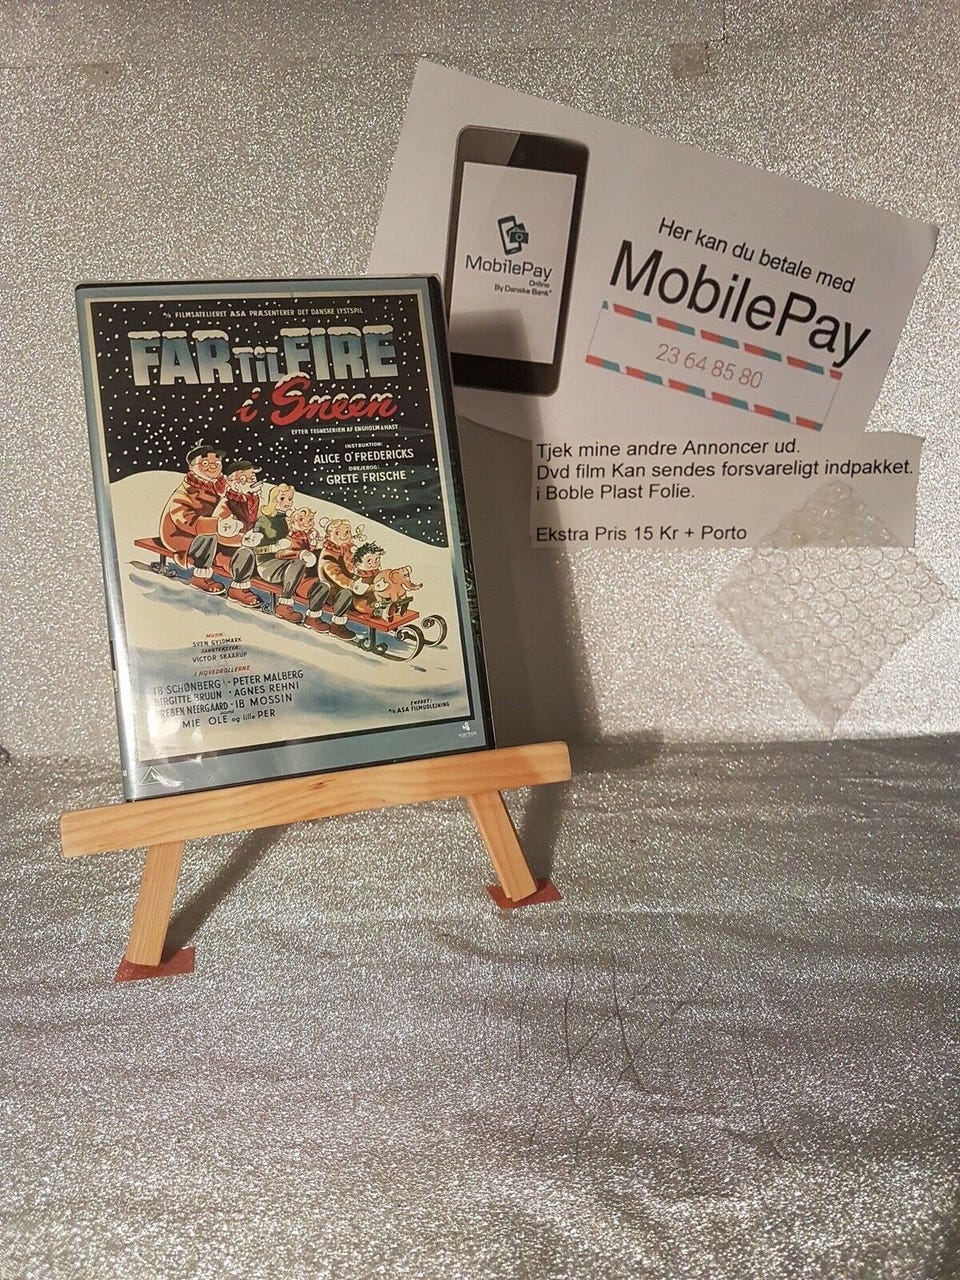 A/S FILMSATELIERET ASA PRÆSENTERER DET DANSKE LYSTSPIL
FAR TIL FIRE
i Sneen
EFTER TEGNESERIEN AF ENGHOLM & HAST
INSTRUKTION:
ALICE O'FREDERICKS
DREJEBOG:
GRETE FRISCHE
MUSIK:
SVEN GYLDMARK
SANGTEKSTER:
VICTOR SKAARUP
I HOVEDROLLERNE
IB SCHØNBERG · PETER MALBERG
BIRGITTE BRUUN · AGNES REHNI
PREBEN NEERGAARD · IB MOSSIN
samt
MIE OLE og lille PER
ENERET:
A/S ASA FILMUDLEJNING
MobilePay
Online
By Danske Bank
Her kan du betale med
MobilePay
23 64 85 80
Tjek mine andre Annoncer ud.
Dvd film Kan sendes forsvareligt indpakket.
i Boble Plast Folie.
Ekstra Pris 15 Kr + Porto